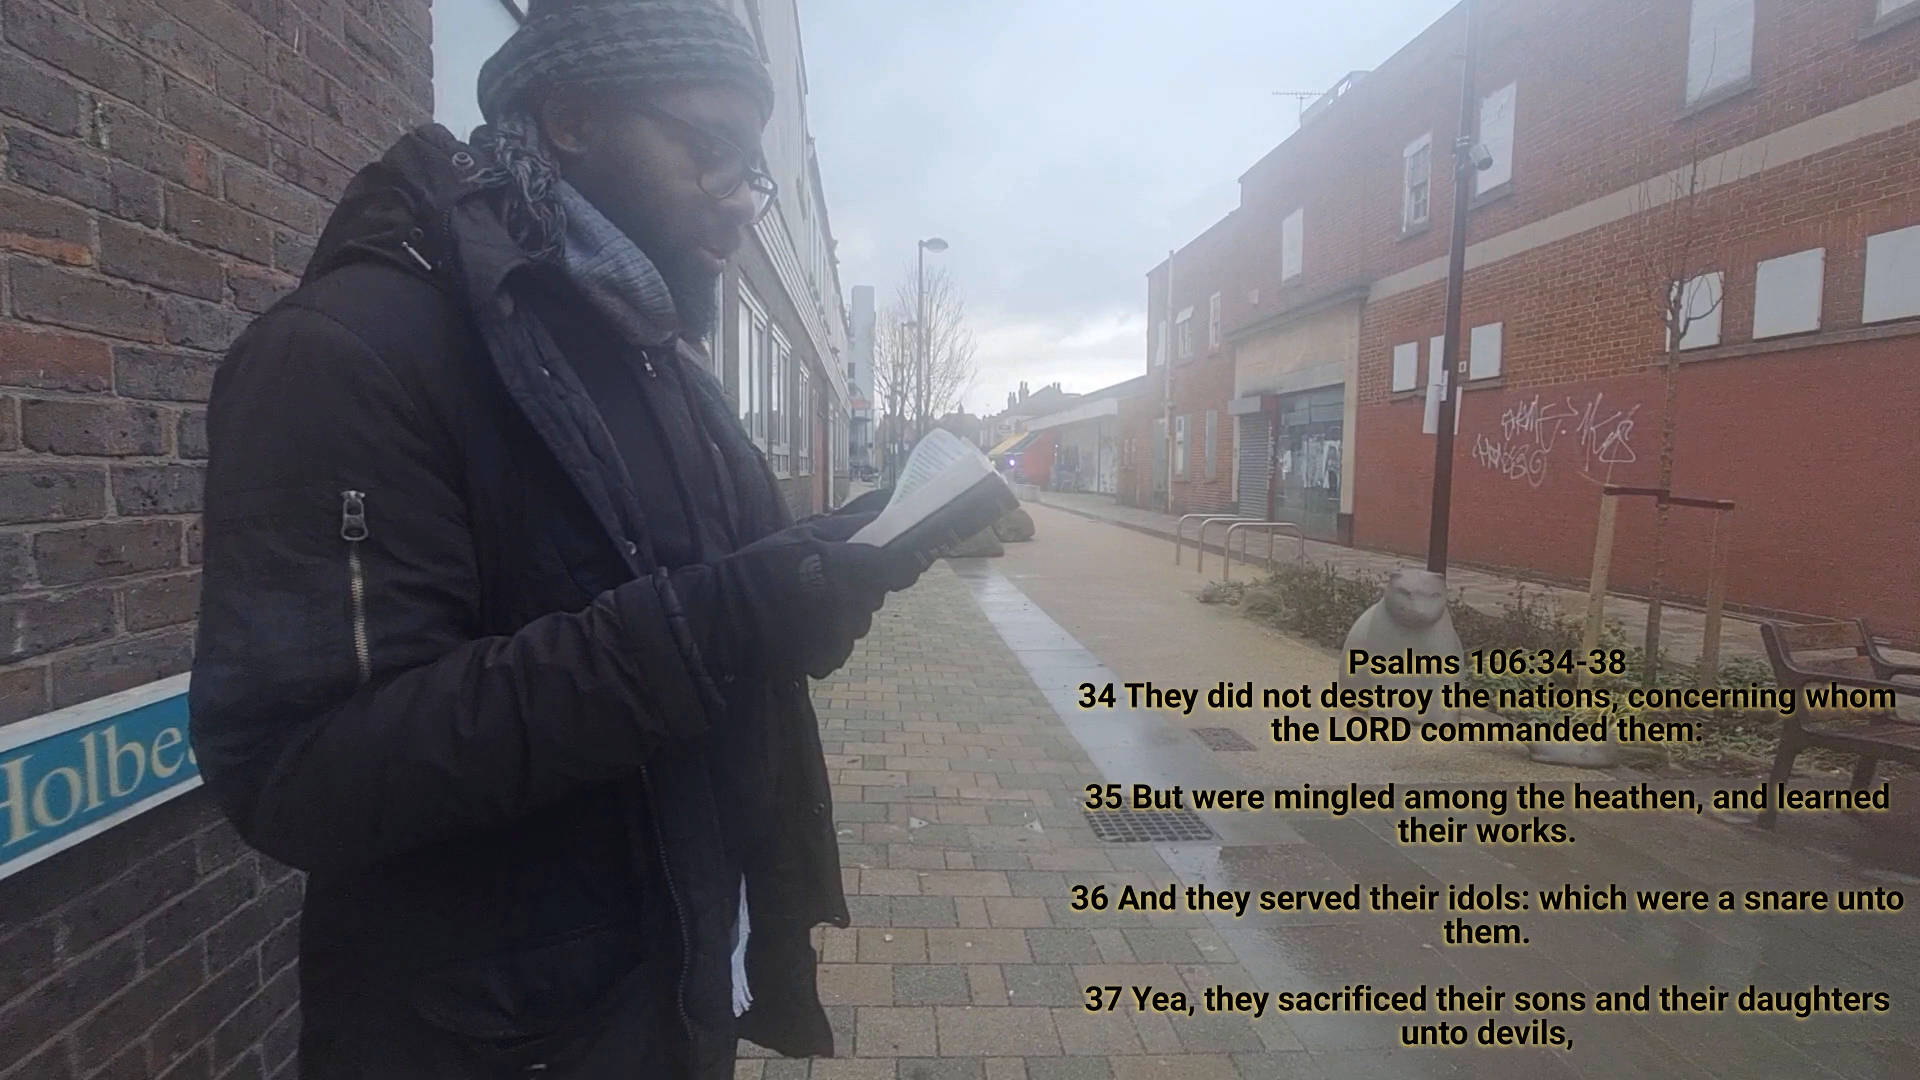 Holbe
Psalms 106:34-38
34 They did not destroy the nations, concerning whom
the LORD commanded them:
35 But were mingled among the heathen, and learned
their works.
36 And they served their idols: which were a snare unto
them.
37 Yea, they sacrificed their sons and their daughters
unto devils,